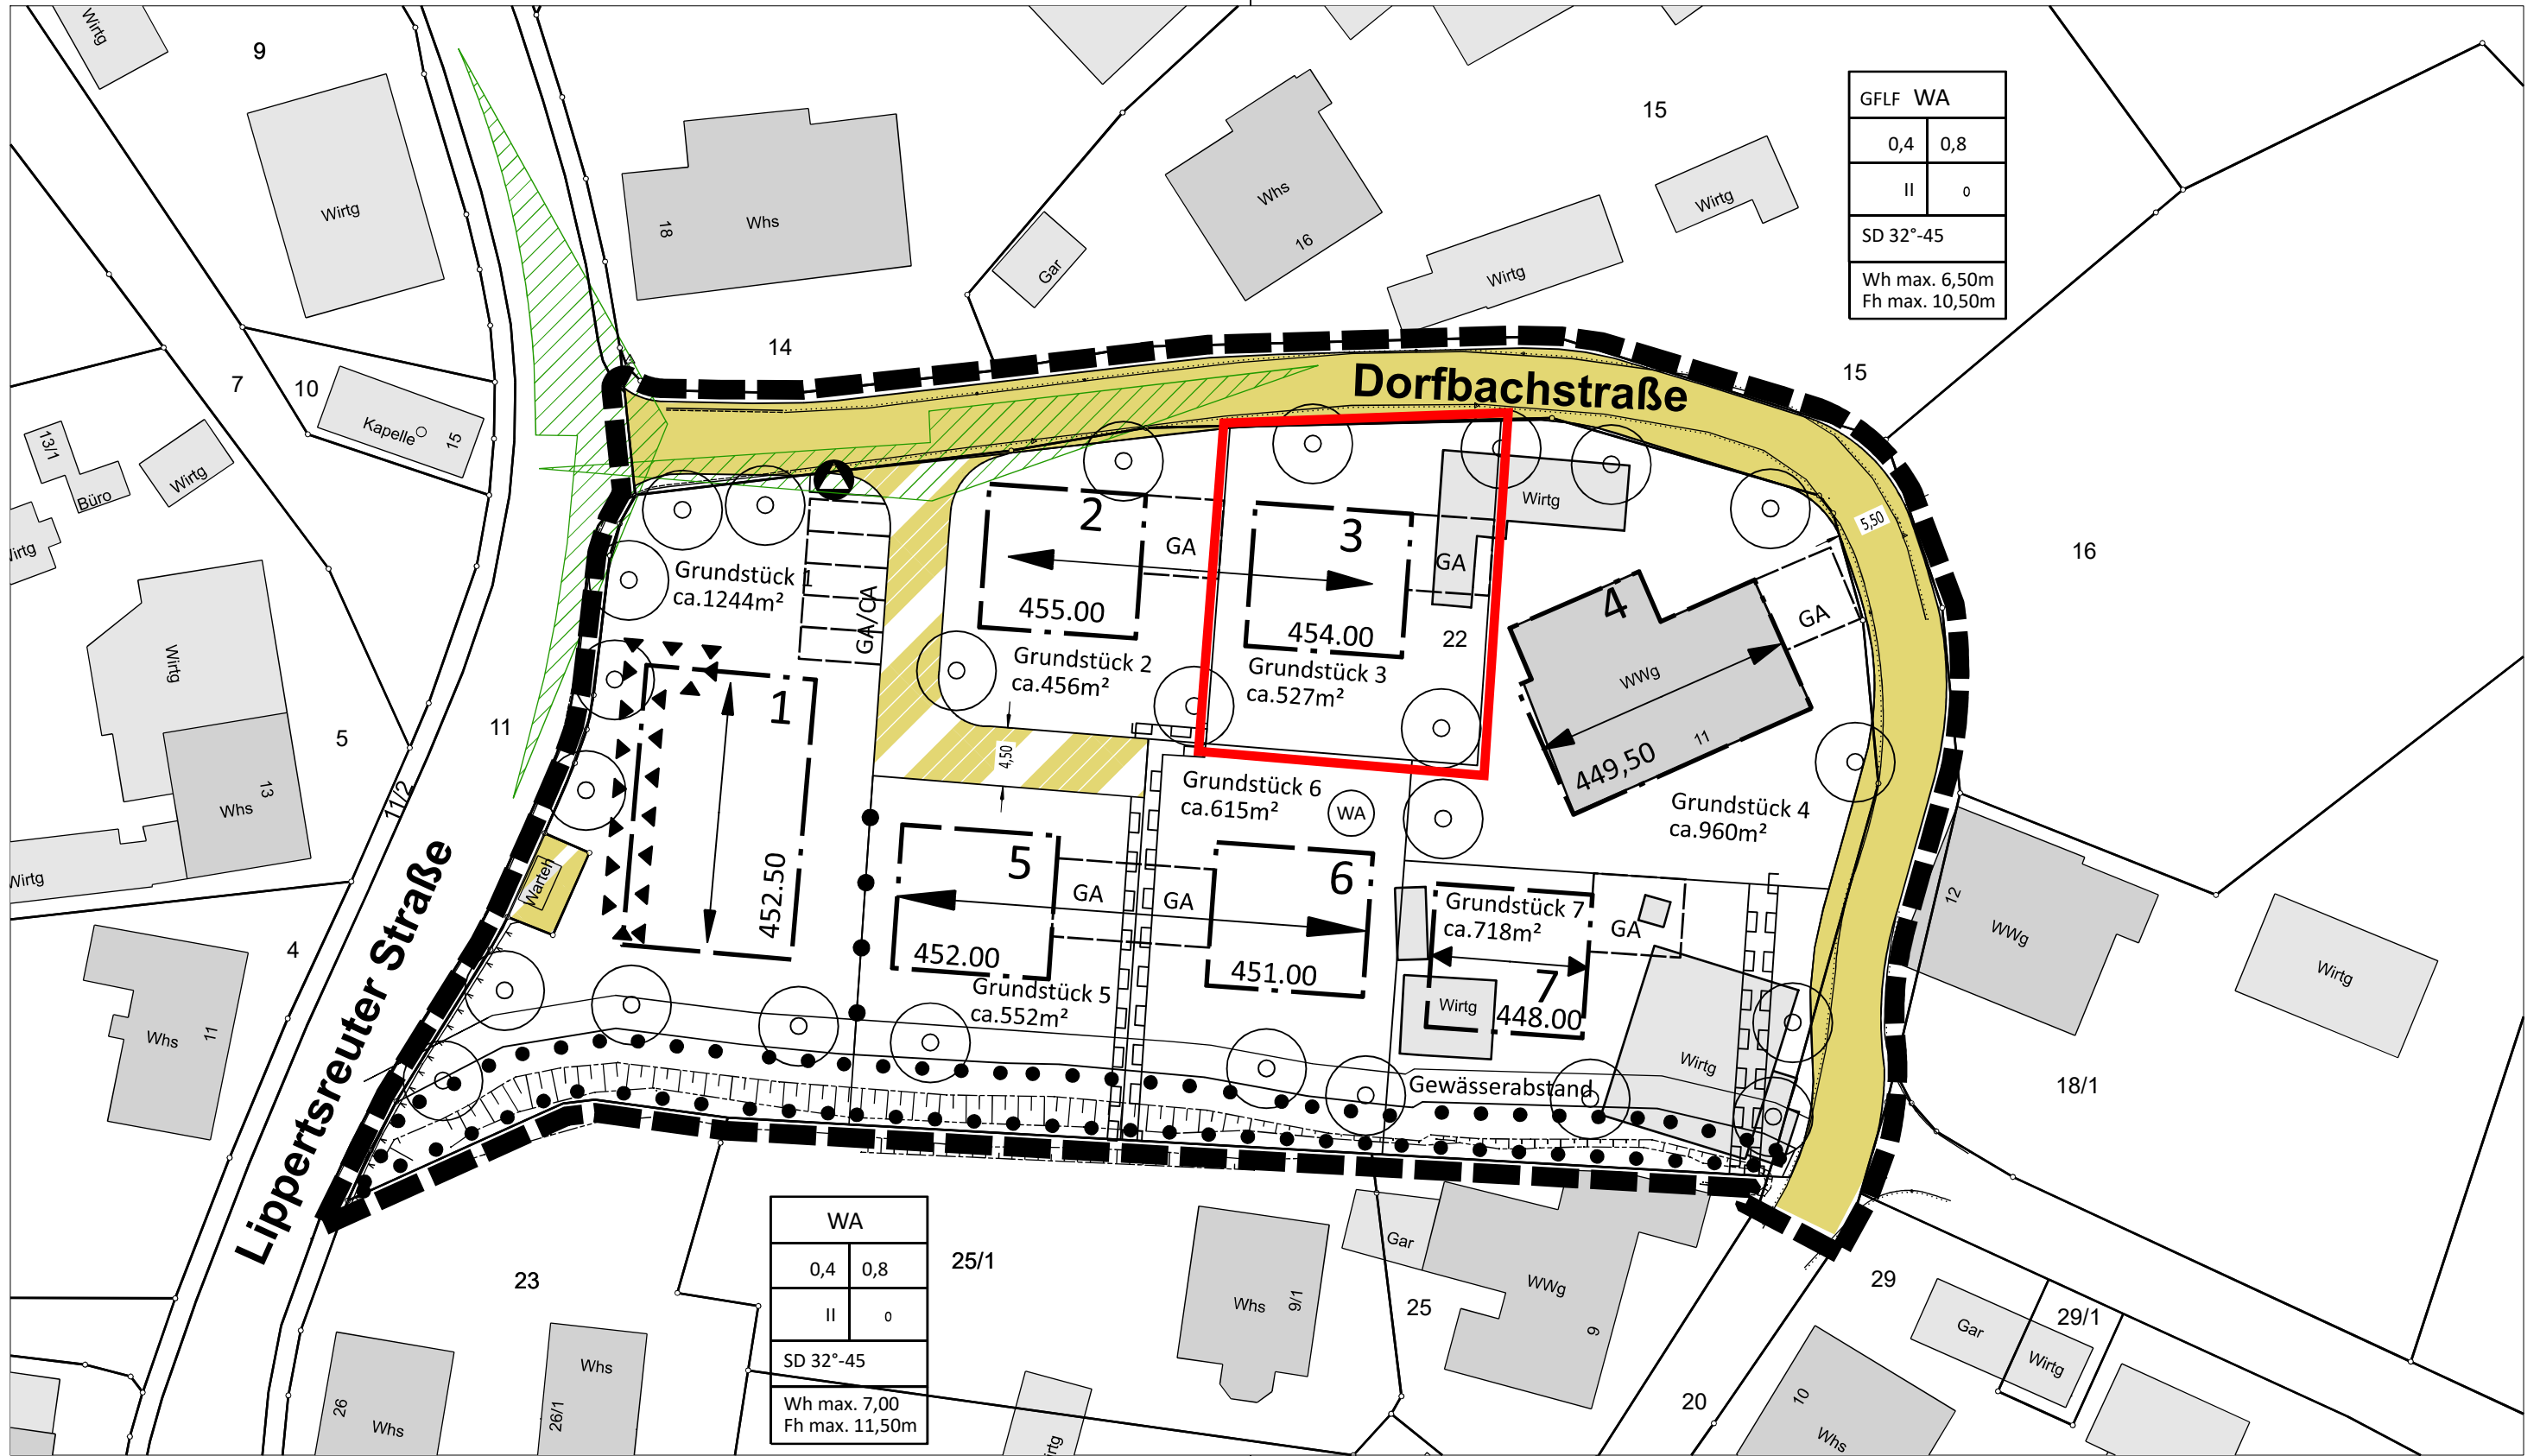 Wirtg
9
Wirtg
18
Whs
14
7
10
Kapelle
15
13/1
Büro
Wirtg
Wirtg
5
13
Whs
Wirtg
11
11/2
4
Whs
11
Lippertsreuter Straße
Whs
16
Gar
Wirtg
Wirtg
15
GFLF WA
0,4 0,8
II o
SD 32°-45
Wh max. 6,50m
Fh max. 10,50m
15
16
Dorfbachstraße
5,50
Grundstück 1
ca.1244m²
GA/CA
1
452.50
Warteh
2
455.00
GA
Grundstück 2
ca.456m²
4,50
3
454.00
GA
Wirtg
22
Grundstück 3
ca.527m²
4
WWg
11
449,50
GA
Grundstück 4
ca.960m²
Grundstück 6
ca.615m²
WA
5
452.00
GA
GA
Grundstück 5
ca.552m²
6
451.00
Grundstück 7
ca.718m²
GA
7
448.00
Wirtg
Wirtg
Gewässerabstand
12
WWg
Wirtg
18/1
23
26
Whs
26/1
Whs
WA
0,4 0,8
II o
SD 32°-45
Wh max. 7,00
Fh max. 11,50m
25/1
Whs
9/1
Gar
25
WWg
9
20
10
Whs
29
Gar
29/1
Wirtg